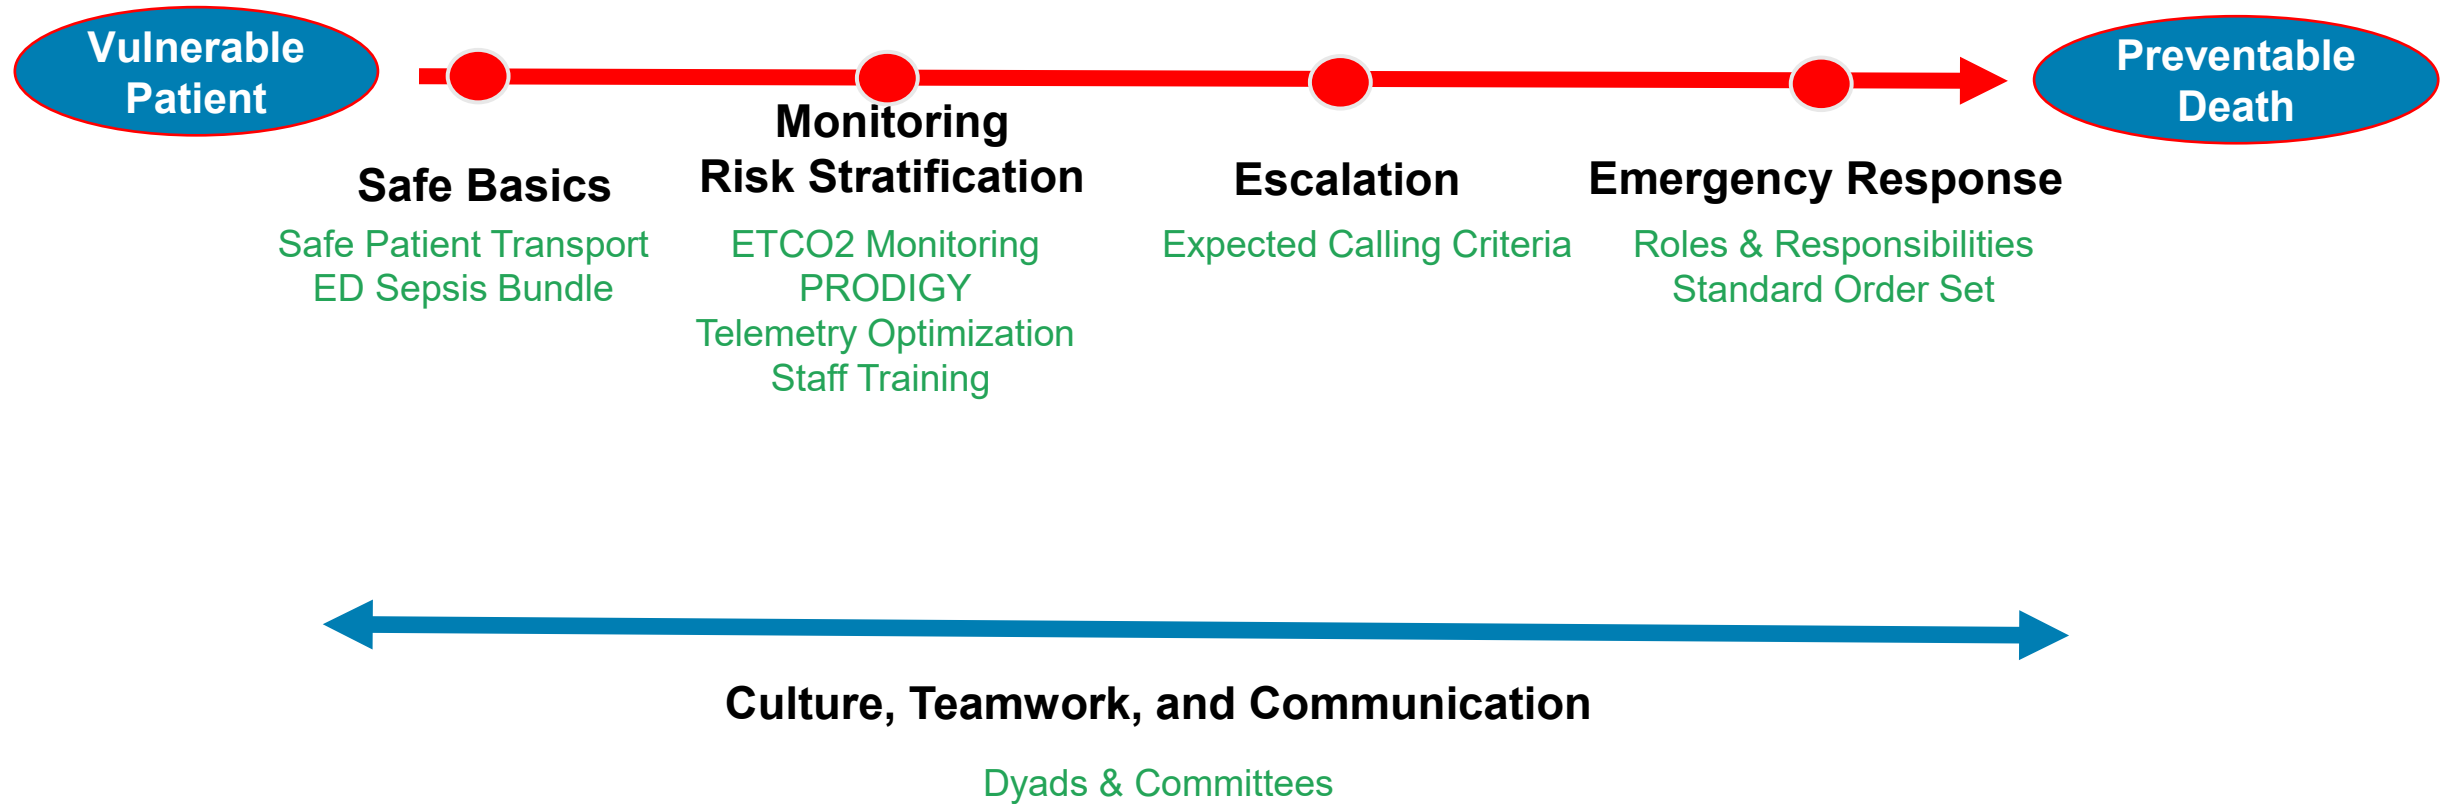 Vulnerable
Patient
Preventable
Death
Safe Basics
Safe Patient Transport
ED Sepsis Bundle
Monitoring
Risk Stratification
ETCO2 Monitoring
PRODIGY
Telemetry Optimization
Staff Training
Escalation
Expected Calling Criteria
Emergency Response
Roles & Responsibilities
Standard Order Set
Culture, Teamwork, and Communication
Dyads & Committees